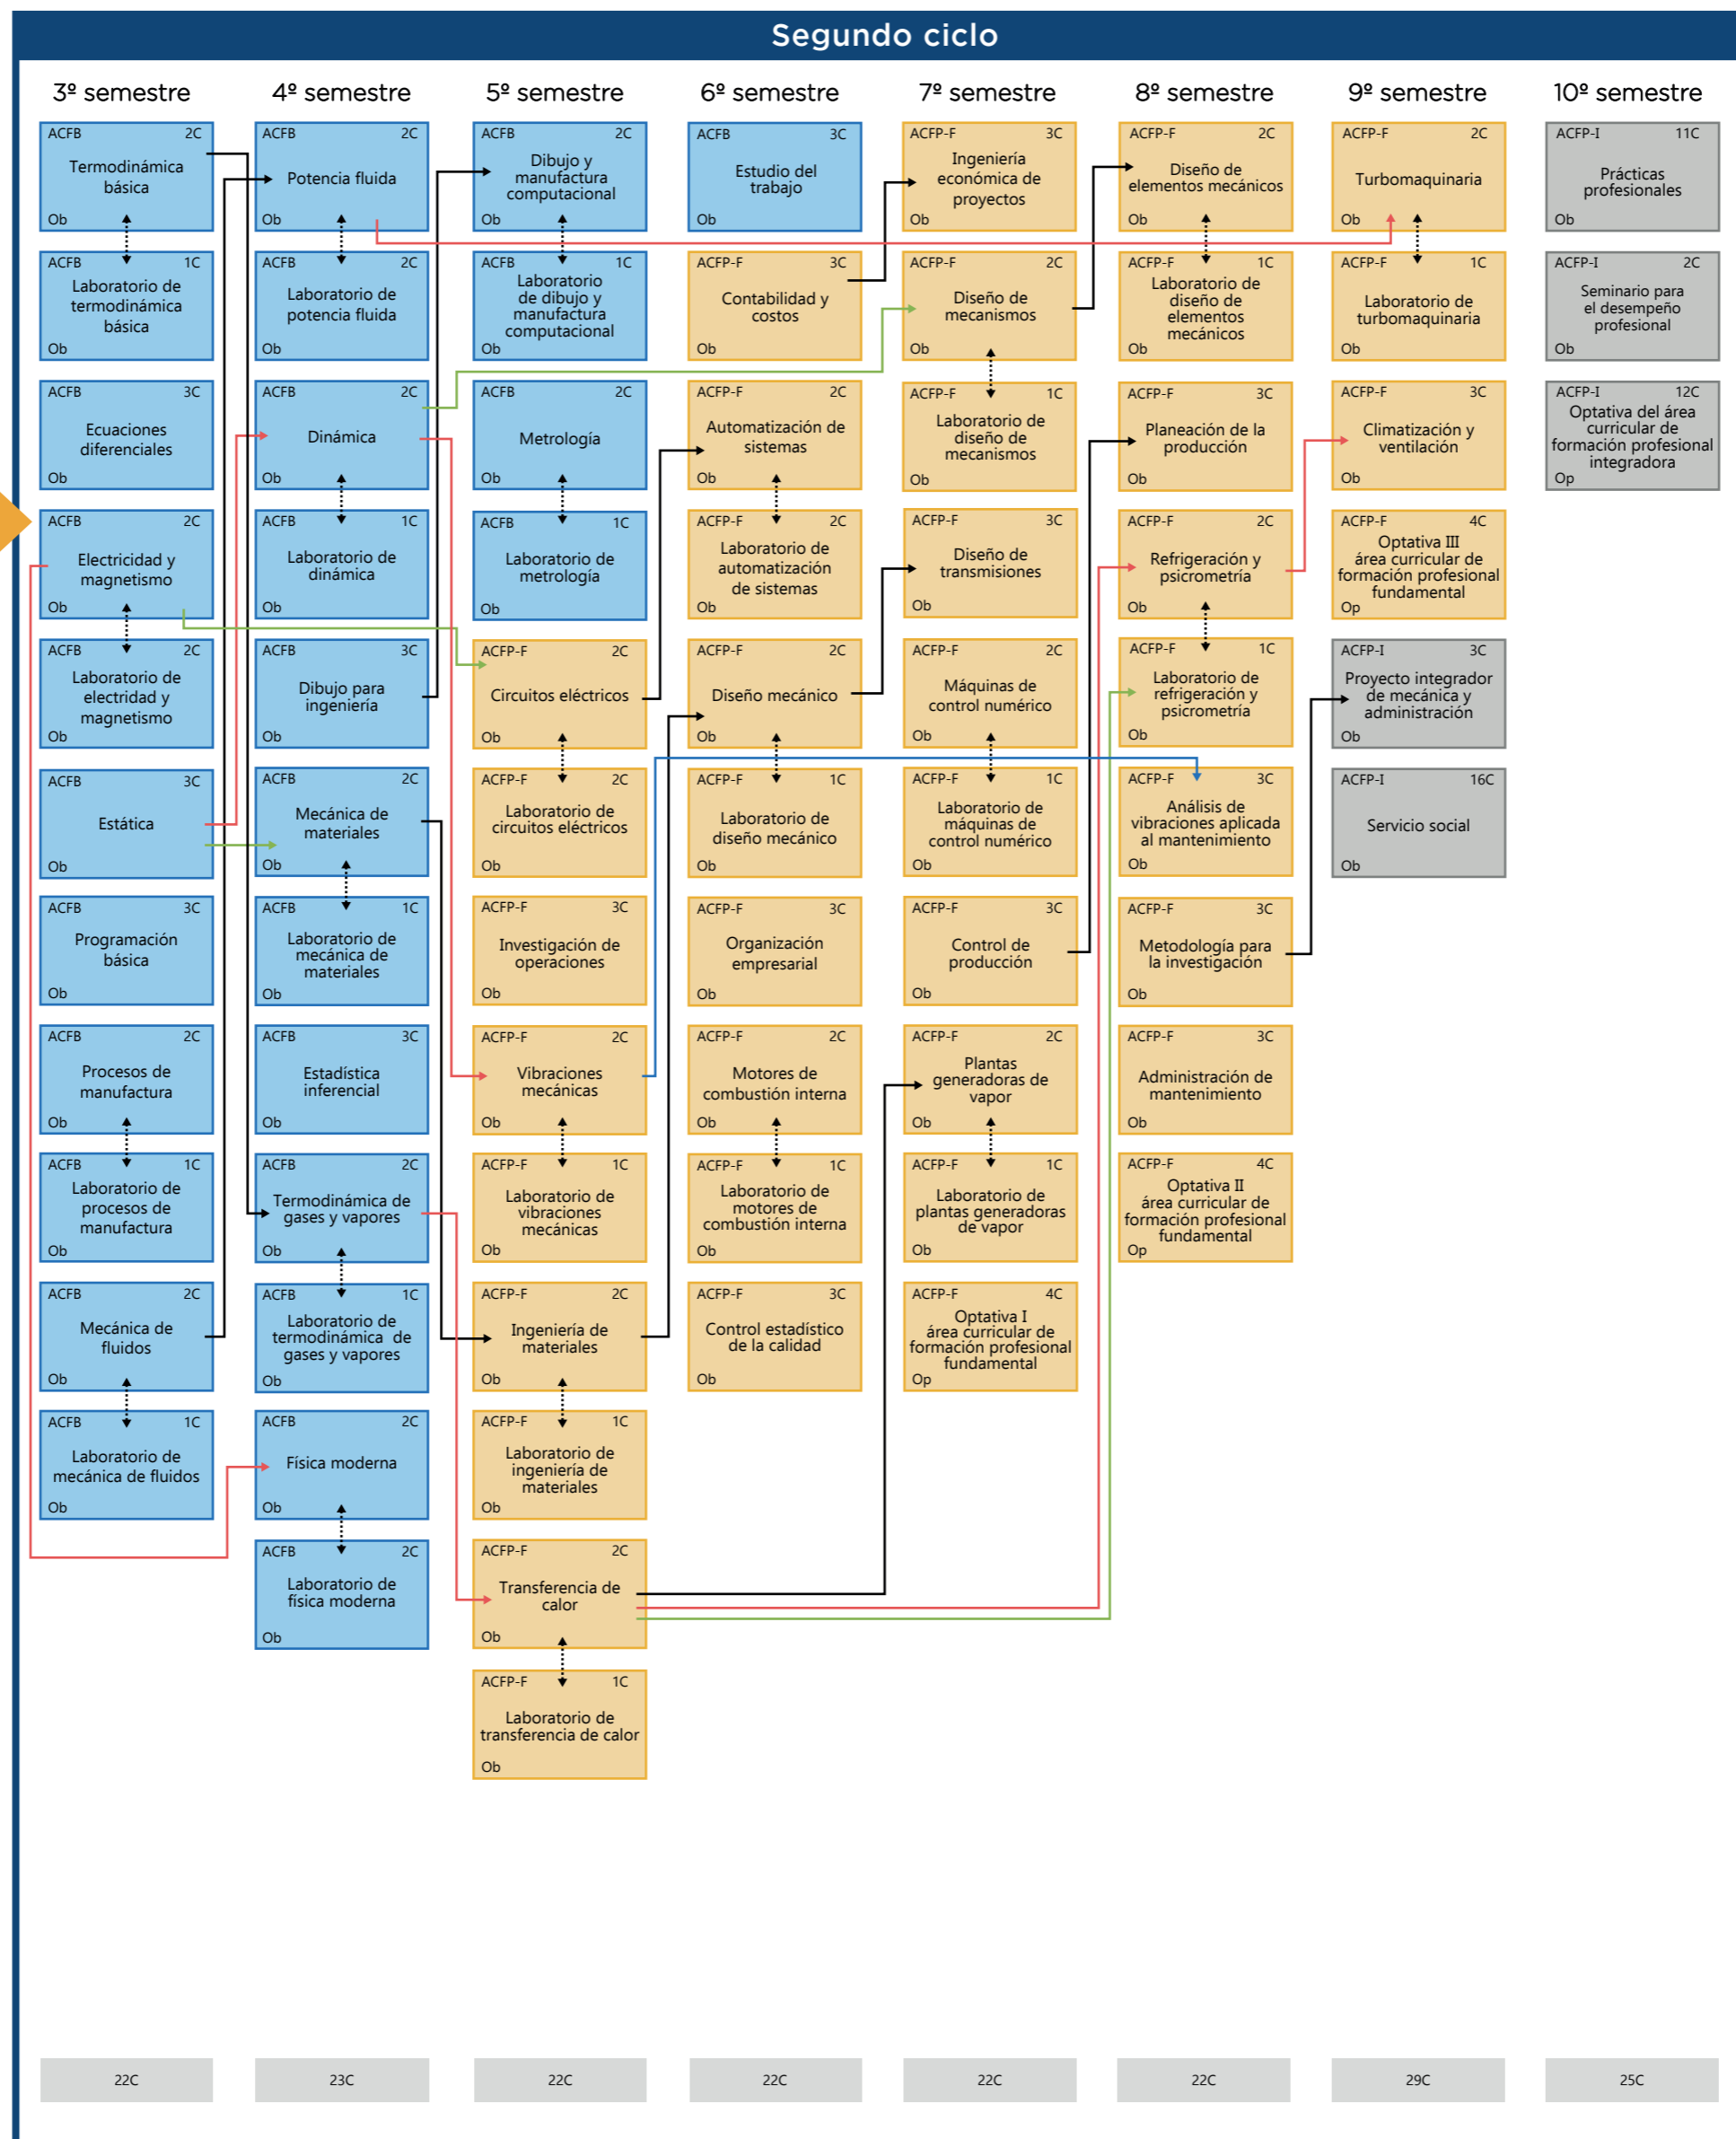 Segundo ciclo
3º semestre
ACFB 2C
Termodinámica
básica
Ob
ACFB 1C
Laboratorio de
termodinámica
básica
Ob
ACFB 3C
Ecuaciones
diferenciales
Ob
ACFB 2C
Electricidad y
magnetismo
Ob
ACFB 2C
Laboratorio de
electridad y
magnetismo
Ob
ACFB 3C
Estática
Ob
ACFB 3C
Programación
básica
Ob
ACFB 2C
Procesos de
manufactura
Ob
ACFB 1C
Laboratorio de
procesos de
manufactura
Ob
ACFB 2C
Mecánica de
fluidos
Ob
ACFB 1C
Laboratorio de
mecánica de fluidos
Ob
22C
4º semestre
ACFB 2C
Potencia fluida
Ob
ACFB 2C
Laboratorio de
potencia fluida
Ob
ACFB 2C
Dinámica
Ob
ACFB 1C
Laboratorio de
dinámica
Ob
ACFB 3C
Dibujo para
ingeniería
Ob
ACFB 2C
Mecánica de
materiales
Ob
ACFB 1C
Laboratorio de
mecánica de
materiales
Ob
ACFB 3C
Estadística
inferencial
Ob
ACFB 2C
Termodinámica de
gases y vapores
Ob
ACFB 1C
Laboratorio de
termodinámica de
gases y vapores
Ob
ACFB 2C
Física moderna
Ob
ACFB 2C
Laboratorio de
física moderna
Ob
23C
5º semestre
ACFB 2C
Dibujo y
manufactura
computacional
Ob
ACFB 1C
Laboratorio
de dibujo y
manufactura
computacional
Ob
ACFB 2C
Metrología
Ob
ACFB 1C
Laboratorio de
metrología
Ob
ACFP-F 2C
Circuitos eléctricos
Ob
ACFP-F 2C
Laboratorio de
circuitos eléctricos
Ob
ACFP-F 3C
Investigación de
operaciones
Ob
ACFP-F 2C
Vibraciones
mecánicas
Ob
ACFP-F 1C
Laboratorio de
vibraciones
mecánicas
Ob
ACFP-F 2C
Ingeniería de
materiales
Ob
ACFP-F 1C
Laboratorio de
ingeniería de
materiales
Ob
ACFP-F 2C
Transferencia de
calor
Ob
ACFP-F 1C
Laboratorio de
transferencia de calor
Ob
22C
6º semestre
ACFB 3C
Estudio del
trabajo
Ob
ACFP-F 3C
Contabilidad y
costos
Ob
ACFP-F 2C
Automatización de
sistemas
Ob
ACFP-F 2C
Laboratorio de
automatización
de sistemas
Ob
ACFP-F 2C
Diseño mecánico
Ob
ACFP-F 1C
Laboratorio de
diseño mecánico
Ob
ACFP-F 3C
Organización
empresarial
Ob
ACFP-F 2C
Motores de
combustión interna
Ob
ACFP-F 1C
Laboratorio de
motores de
combustión interna
Ob
ACFP-F 3C
Control estadístico
de la calidad
Ob
22C
7º semestre
ACFP-F 3C
Ingeniería
económica de
proyectos
Ob
ACFP-F 2C
Diseño de
mecanismos
Ob
ACFP-F 1C
Laboratorio de
diseño de
mecanismos
Ob
ACFP-F 3C
Diseño de
transmisiones
Ob
ACFP-F 2C
Máquinas de
control numérico
Ob
ACFP-F 1C
Laboratorio de
máquinas de
control numérico
Ob
ACFP-F 3C
Control de
producción
Ob
ACFP-F 2C
Plantas
generadoras de
vapor
Ob
ACFP-F 1C
Laboratorio de
plantas generadoras
de vapor
Ob
ACFP-F 4C
Optativa I
área curricular de
formación profesional
fundamental
Op
22C
8º semestre
ACFP-F 2C
Diseño de
elementos mecánicos
Ob
ACFP-F 1C
Laboratorio de
diseño de
elementos
mecánicos
Ob
ACFP-F 3C
Planeación de la
producción
Ob
ACFP-F 2C
Refrigeración y
psicrometría
Ob
ACFP-F 1C
Laboratorio de
refrigeración y
psicrometría
Ob
ACFP-F 3C
Análisis de
vibraciones aplicada
al mantenimiento
Ob
ACFP-F 3C
Metodología para
la investigación
Ob
ACFP-F 3C
Administración de
mantenimiento
Ob
ACFP-F 4C
Optativa II
área curricular de
formación profesional
fundamental
Op
22C
9º semestre
ACFP-F 2C
Turbomaquinaria
Ob
ACFP-F 1C
Laboratorio de
turbomaquinaria
Ob
ACFP-F 3C
Climatización y
ventilación
Ob
ACFP-F 4C
Optativa III
área curricular de
formación profesional
fundamental
Op
ACFP-I 3C
Proyecto integrador
de mecánica y
administración
Ob
ACFP-I 16C
Servicio social
Ob
29C
10º semestre
ACFP-I 11C
Prácticas
profesionales
Ob
ACFP-I 2C
Seminario para
el desempeño
profesional
Ob
ACFP-I 12C
Optativa del área
curricular de
formación profesional
integradora
Op
25C